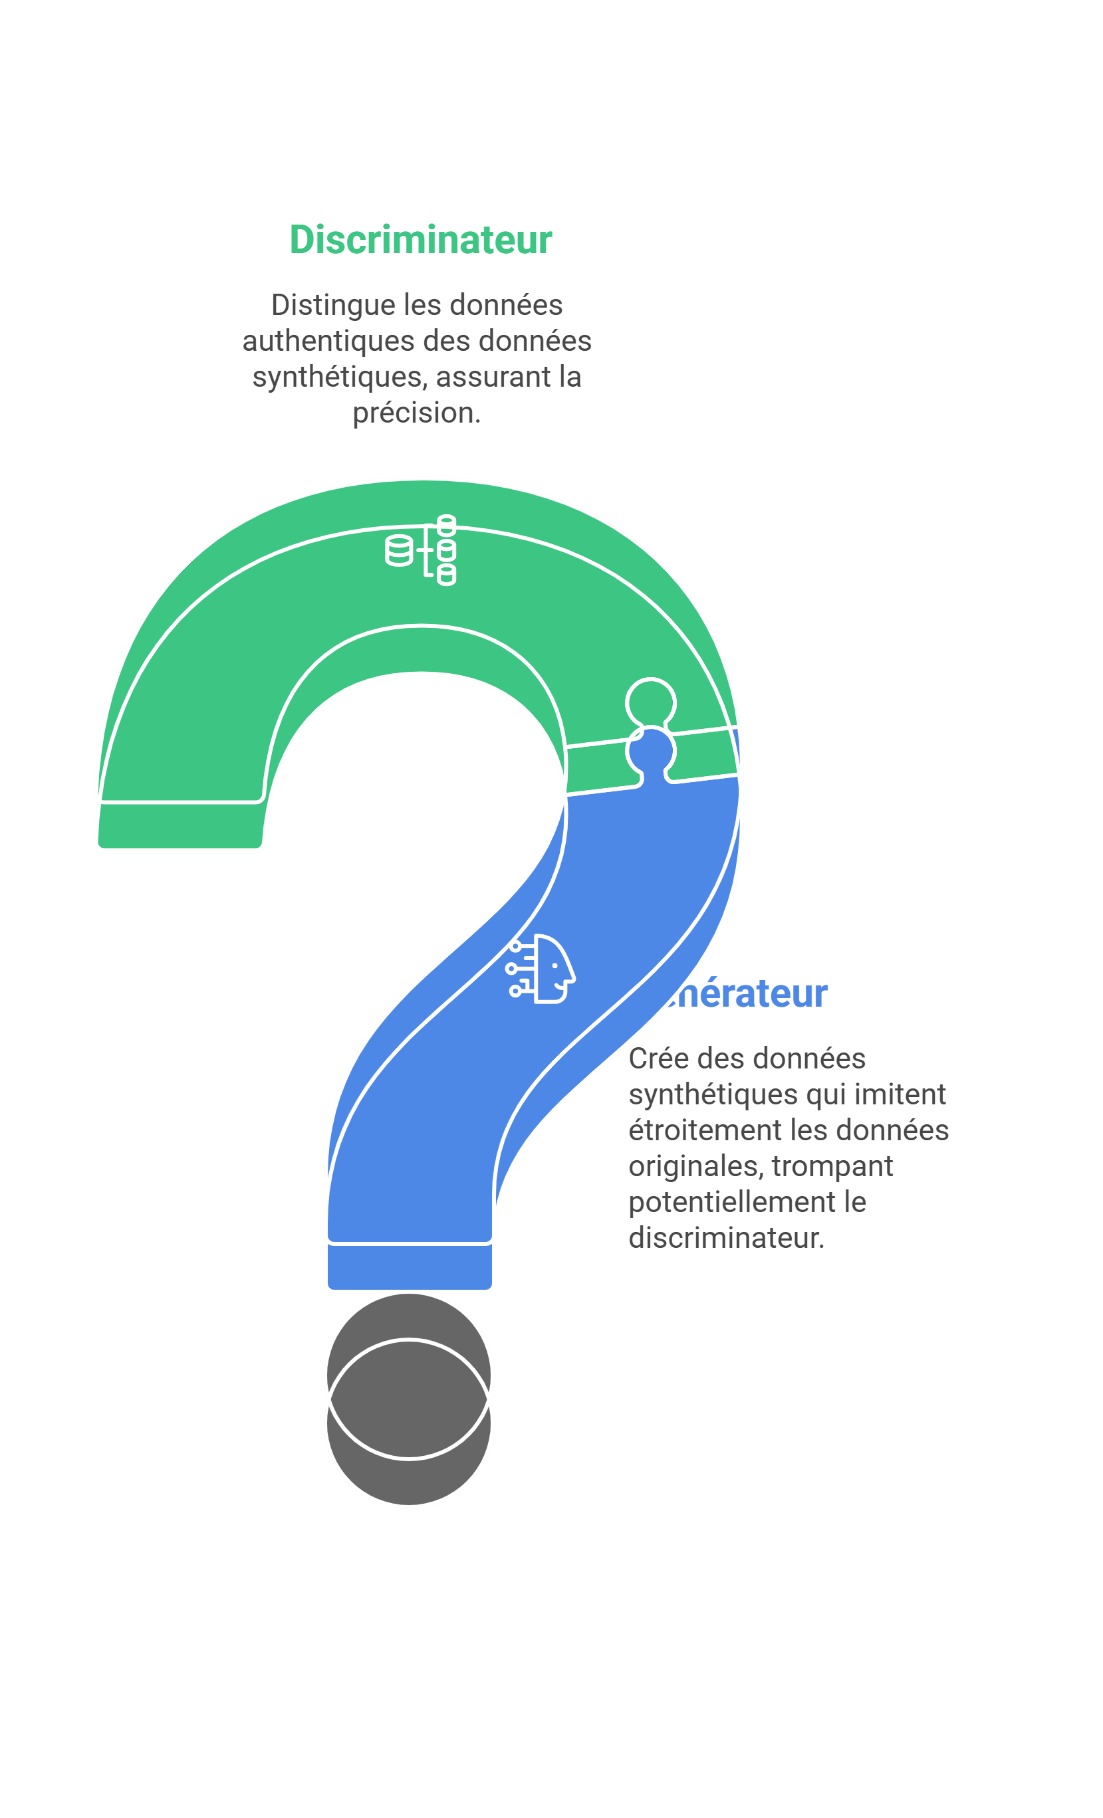 Discriminateur
Distingue les données
authentiques des données
synthétiques, assurant la
précision.
nérateur
Crée des données
synthétiques qui imitent
étroitement les données
originales, trompant
potentiellement le
discriminateur.